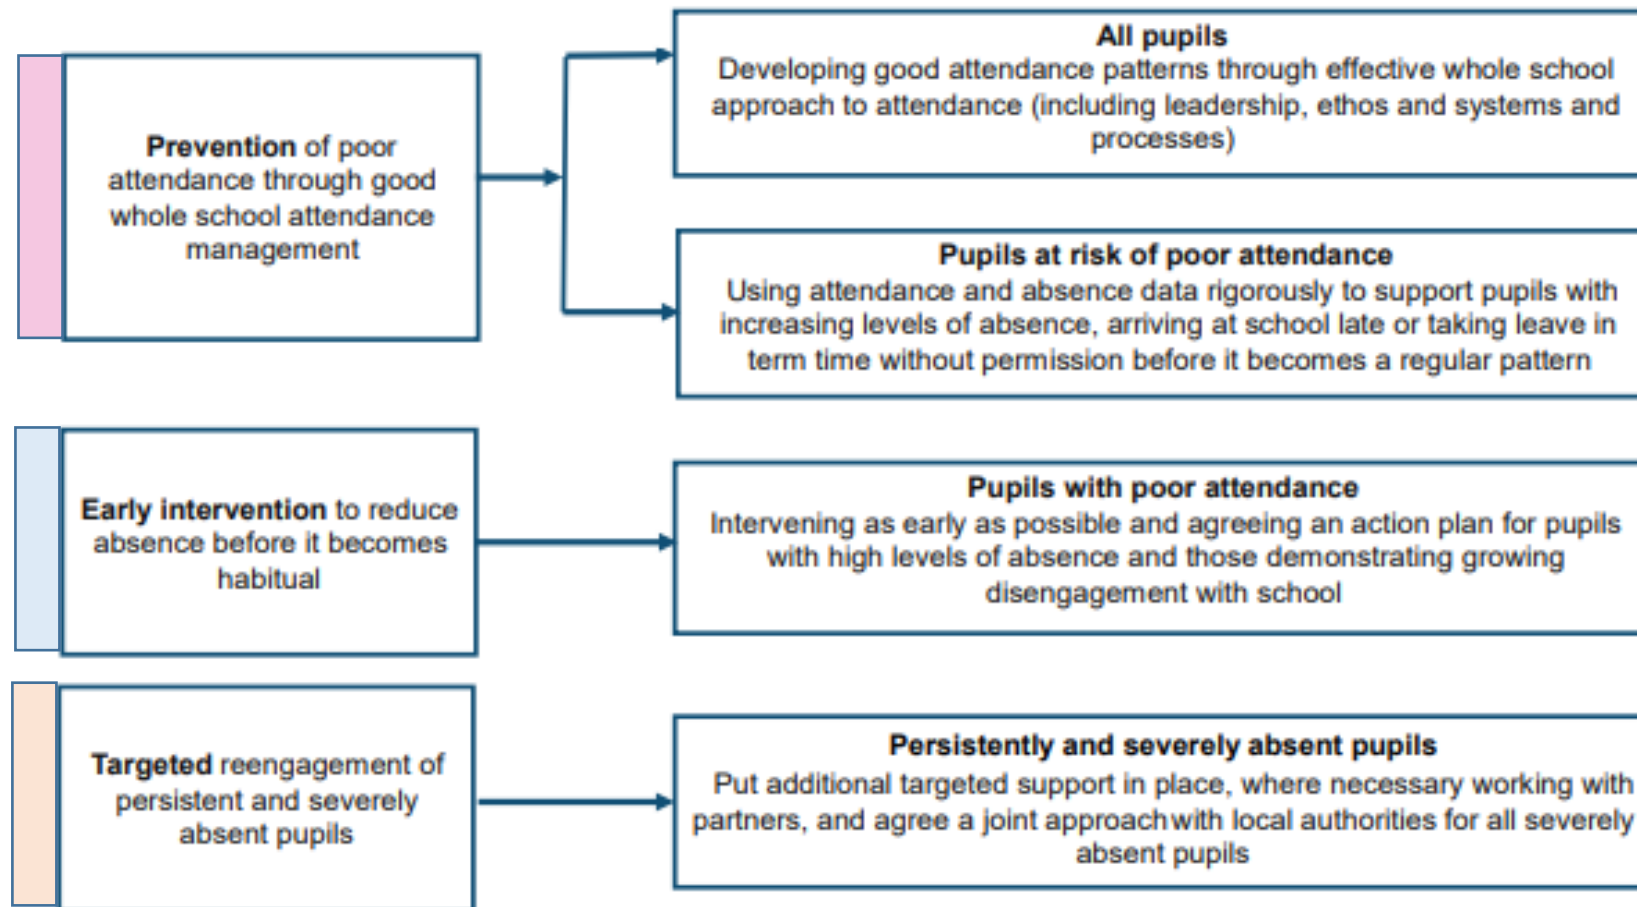 Prevention of poor
attendance through good
whole school attendance
management
All pupils
Developing good attendance patterns through effective whole school
approach to attendance (including leadership, ethos and systems and
processes)
Pupils at risk of poor attendance
Using attendance and absence data rigorously to support pupils with
increasing levels of absence, arriving at school late or taking leave in
term time without permission before it becomes a regular pattern
Early intervention to reduce
absence before it becomes
habitual
Pupils with poor attendance
Intervening as early as possible and agreeing an action plan for pupils
with high levels of absence and those demonstrating growing
disengagement with school
Targeted reengagement of
persistent and severely
absent pupils
Persistently and severely absent pupils
Put additional targeted support in place, where necessary working with
partners, and agree a joint approach with local authorities for all severely
absent pupils